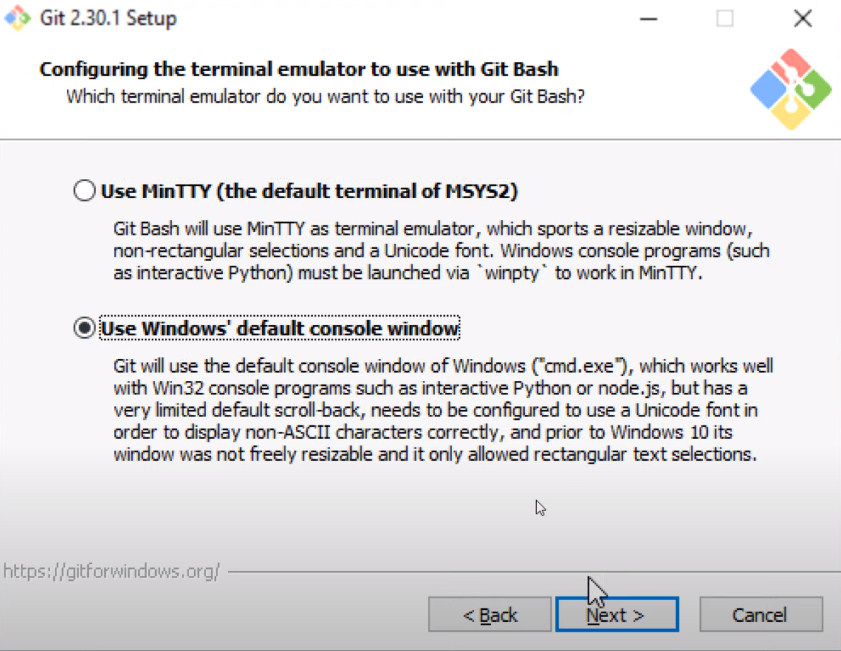 Git 2.30.1 Setup
Configuring the terminal emulator to use with Git Bash
Which terminal emulator do you want to use with your Git Bash?
Use MinTTY (the default terminal of MSYS2)
Git Bash will use MinTTY as terminal emulator, which sports a resizable window,
non-rectangular selections and a Unicode font. Windows console programs (such
as interactive Python) must be launched via `winpty` to work in MinTTY.
Use Windows' default console window
Git will use the default console window of Windows ("cmd.exe"), which works well
with Win32 console programs such as interactive Python or node.js, but has a
very limited default scroll-back, needs to be configured to use a Unicode font in
order to display non-ASCII characters correctly, and prior to Windows 10 its
window was not freely resizable and it only allowed rectangular text selections.
https://gitforwindows.org/
< Back
Next >
Cancel